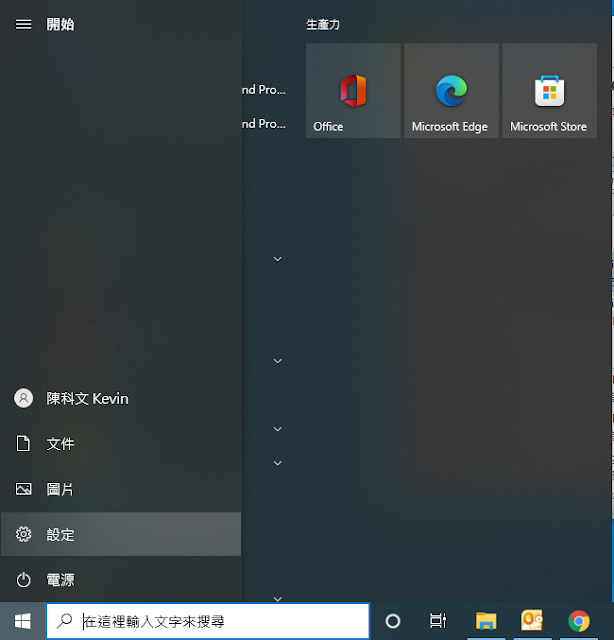 開始
生產力
nd Pro...
nd Pro...
Office
Microsoft Edge
Microsoft Store
陳科文 Kevin
文件
圖片
設定
電源
在這裡輸入文字來搜尋